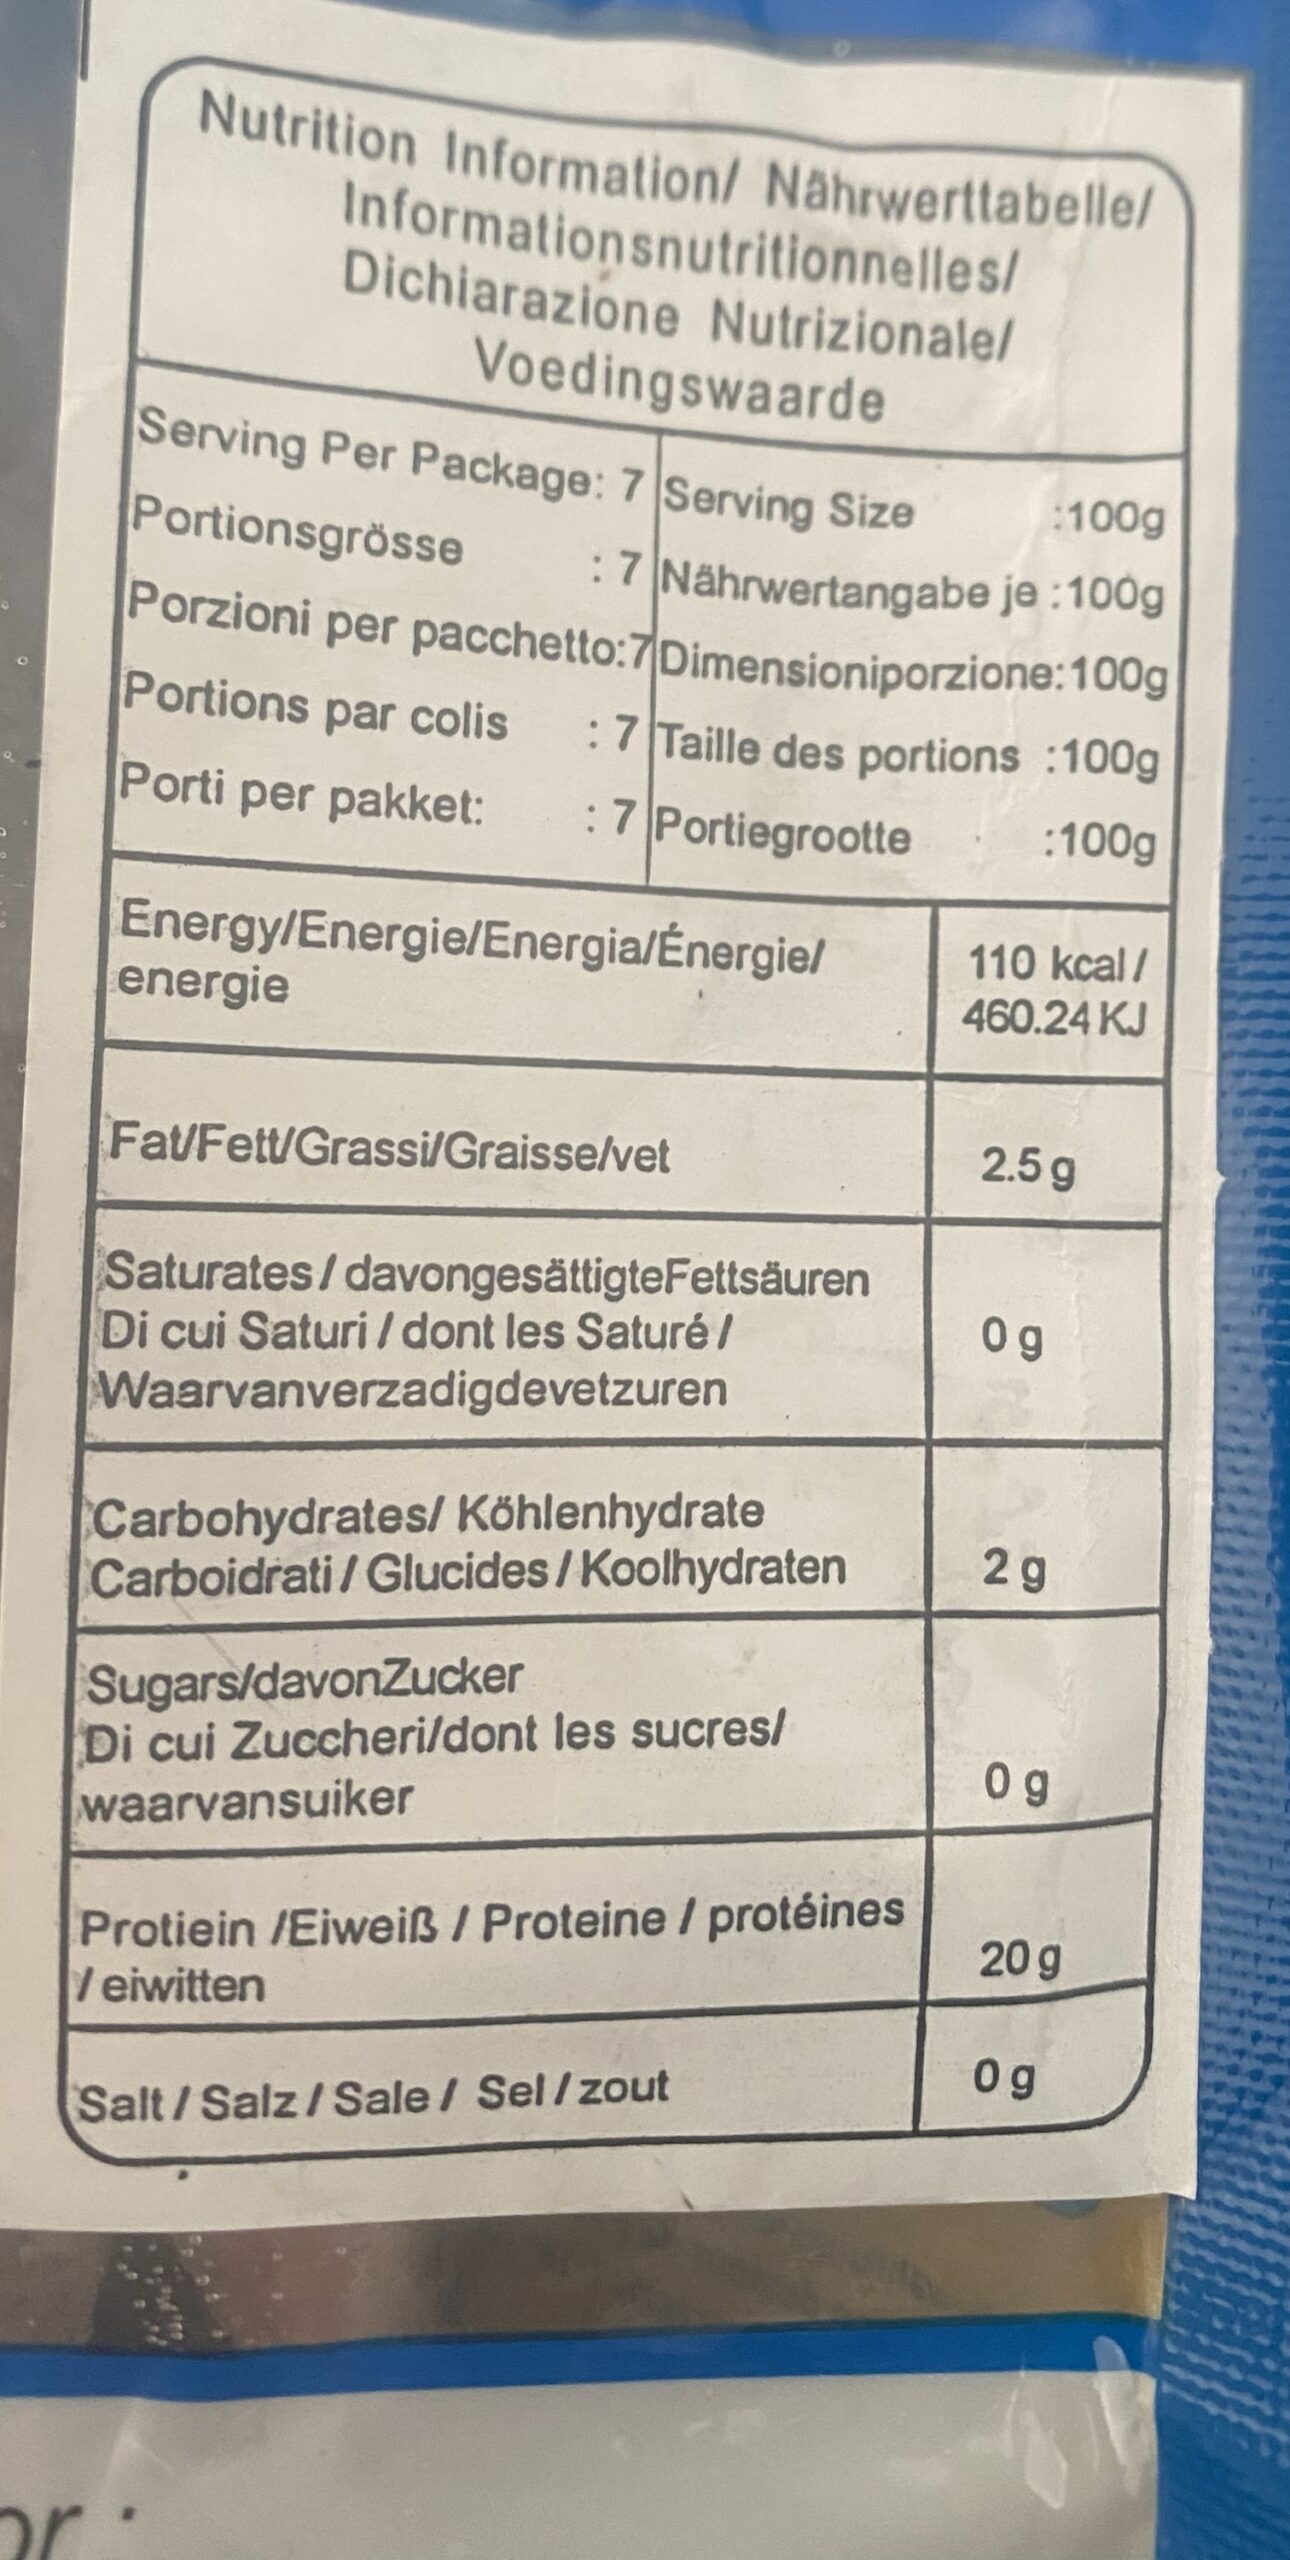 Nutrition Information/ Nährwerttabelle/
Informationsnutritionnelles/
Dichiarazione Nutrizionale/
Voedingswaarde
Serving Per Package: 7
Portionsgrösse : 7
Porzioni per pacchetto:7
Portions par colis : 7
Porti per pakket: : 7
Serving Size :100g
Nährwertangabe je :100g
Dimensioniporzione:100g
Taille des portions :100g
Portiegrootte :100g
Energy/Energie/Energia/Énergie/
energie
110 kcal /
460.24 KJ
Fat/Fett/Grassi/Graisse/vet
2.5 g
Saturates / davongesättigteFettsäuren
Di cui Saturi / dont les Saturé /
Waarvanverzadigdevetzuren
0 g
Carbohydrates/ Köhlenhydrate
Carboidrati / Glucides / Koolhydraten
2 g
Sugars/davonZucker
Di cui Zuccheri/dont les sucres/
waarvansuiker
0 g
Protiein /Eiweiß / Proteine / protéines
/ eiwitten
20 g
Salt / Salz / Sale / Sel / zout
0 g